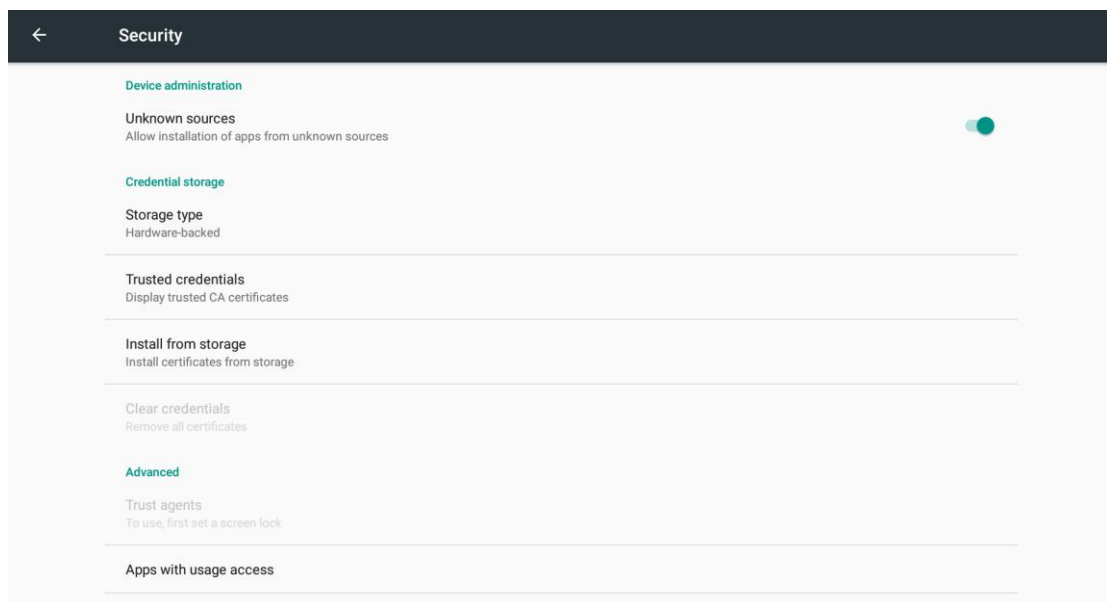 Security
Device administration
Unknown sources
Allow installation of apps from unknown sources
Credential storage
Storage type
Hardware-backed
Trusted credentials
Display trusted CA certificates
Install from storage
Install certificates from storage
Clear credentials
Remove all certificates
Advanced
Trust agents
To use, first set a screen lock
Apps with usage access